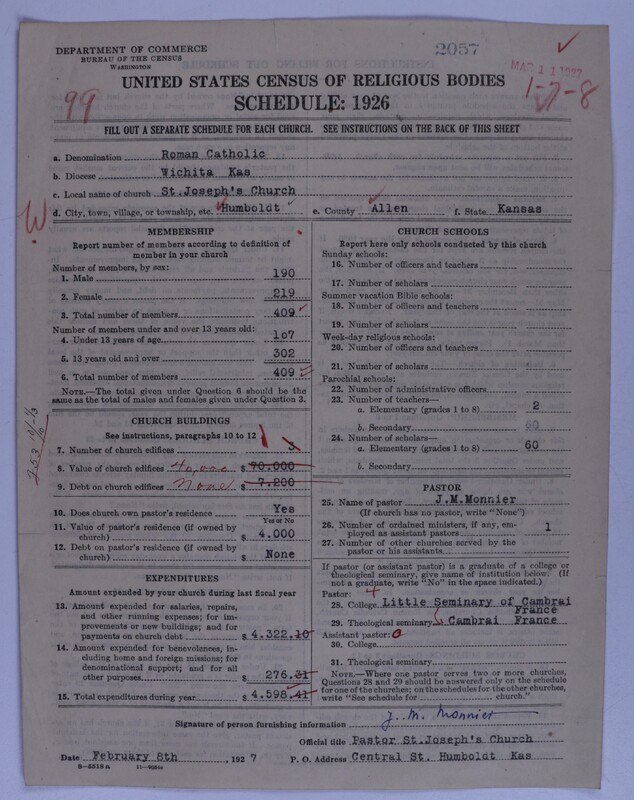 DEPARTMENT OF COMMERCE
BUREAU OF THE CENSUS
WASHINGTON
2057
MAR 11 1927
1-7-8
99
UNITED STATES CENSUS OF RELIGIOUS BODIES
SCHEDULE: 1926
FILL OUT A SEPARATE SCHEDULE FOR EACH CHURCH. SEE INSTRUCTIONS ON THE BACK OF THIS SHEET
a. Denomination Roman Catholic
b. Diocese Wichita Kas
c. Local name of church St.Joseph's Church
d. City, town, village, or township, etc. Humboldt e. County Allen f. State Kansas
W
MEMBERSHIP
Report number of members according to definition of
member in your church
Number of members, by sex:
1. Male 190
2. Female 219
3. Total number of members 409
Number of members under and over 13 years old:
4. Under 13 years of age 107
5. 13 years old and over 302
6. Total number of members 409
NOTE.—The total given under Question 6 should be the
same as the total of males and females given under Question 3.
CHURCH BUILDINGS
See instructions, paragraphs 10 to 12
7. Number of church edifices 1 3
8. Value of church edifices 40,000 $ 70.000
9. Debt on church edifices None $ 7.200
10. Does church own pastor's residence? Yes
Yes or No
11. Value of pastor's residence (if owned by
church) $ 4.000
12. Debt on pastor's residence (if owned by
church) $ None
EXPENDITURES
Amount expended by your church during last fiscal year
13. Amount expended for salaries, repairs,
and other running expenses; for im-
provements or new buildings; and for
payments on church debt $ 4.322.10
14. Amount expended for benevolences, in-
cluding home and foreign missions; for
denominational support; and for all
other purposes $ 276.31
15. Total expenditures during year $ 4.598.41
CHURCH SCHOOLS
Report here only schools conducted by this church
Sunday schools:
16. Number of officers and teachers
17. Number of scholars
Summer vacation Bible schools:
18. Number of officers and teachers
19. Number of scholars
Week-day religious schools:
20. Number of officers and teachers
21. Number of scholars
Parochial schools:
22. Number of administrative officers
23. Number of teachers—
a. Elementary (grades 1 to 8) 2
b. Secondary
24. Number of scholars—
a. Elementary (grades 1 to 8) 60
b. Secondary
PASTOR
25. Name of pastor J.M.Monnier
(If church has no pastor, write "None")
26. Number of ordained ministers, if any, em-
ployed as assistant pastors 1
27. Number of other churches served by the
pastor or his assistants
If pastor (or assistant pastor) is a graduate of a college or
theological seminary, give name of institution below. (If
not a graduate, write "No" in the space indicated.)
Pastor:
28. College Little Seminary of Cambrai
France
29. Theological seminary Cambrai France
Assistant pastor:
30. College
31. Theological seminary
NOTE.—Where one pastor serves two or more churches,
Questions 28 and 29 should be answered only on the schedule
for one of the churches; on the schedules for the other churches,
write "See schedule for church."
Signature of person furnishing information J. M. Monnier
Official title Pastor St.Joseph's Church
Date February 8th, 1927 P. O. Address Central St. Humboldt Kas
8—5518 a